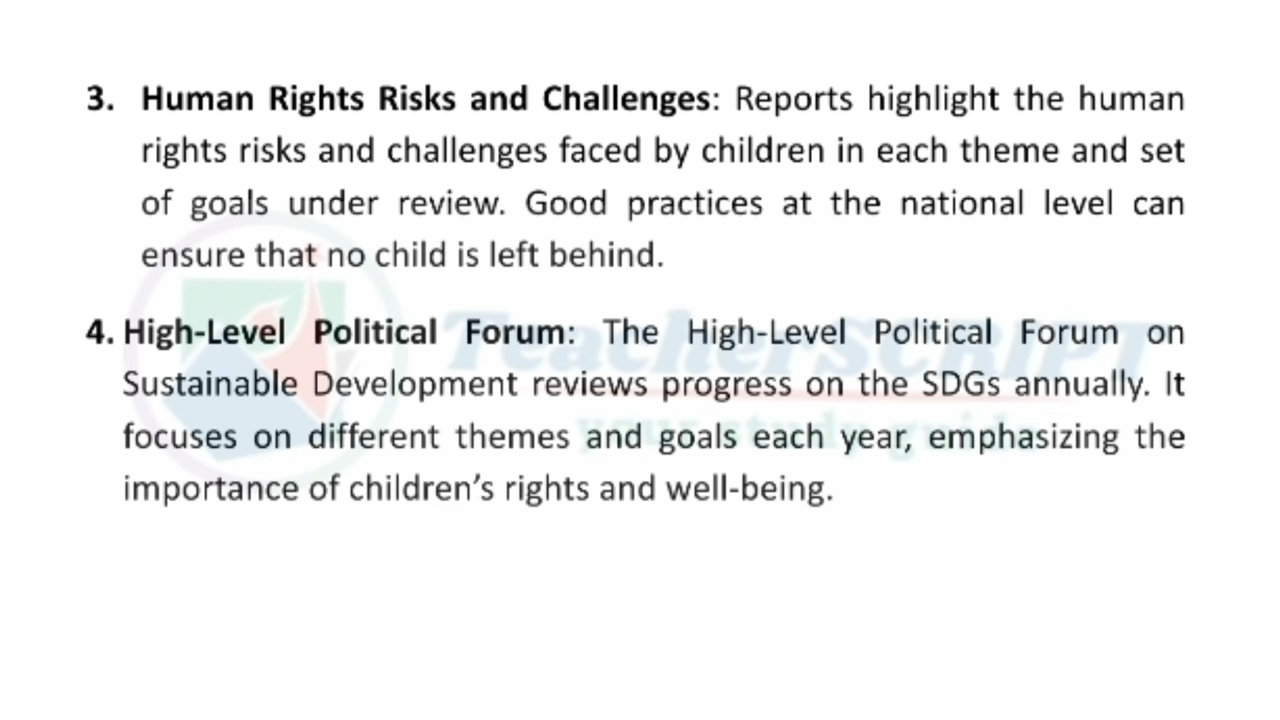 3. Human Rights Risks and Challenges: Reports highlight the human
rights risks and challenges faced by children in each theme and set
of goals under review. Good practices at the national level can
ensure that no child is left behind.
4. High-Level Political Forum: The High-Level Political Forum on
Sustainable Development reviews progress on the SDGs annually. It
focuses on different themes and goals each year, emphasizing the
importance of children’s rights and well-being.
TeacherSCRIPT
your study guide